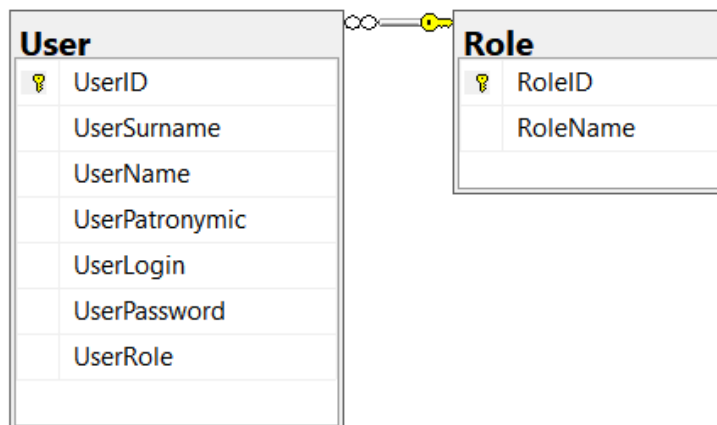 User
UserID
UserSurname
UserName
UserPatronymic
UserLogin
UserPassword
UserRole
Role
RoleID
RoleName